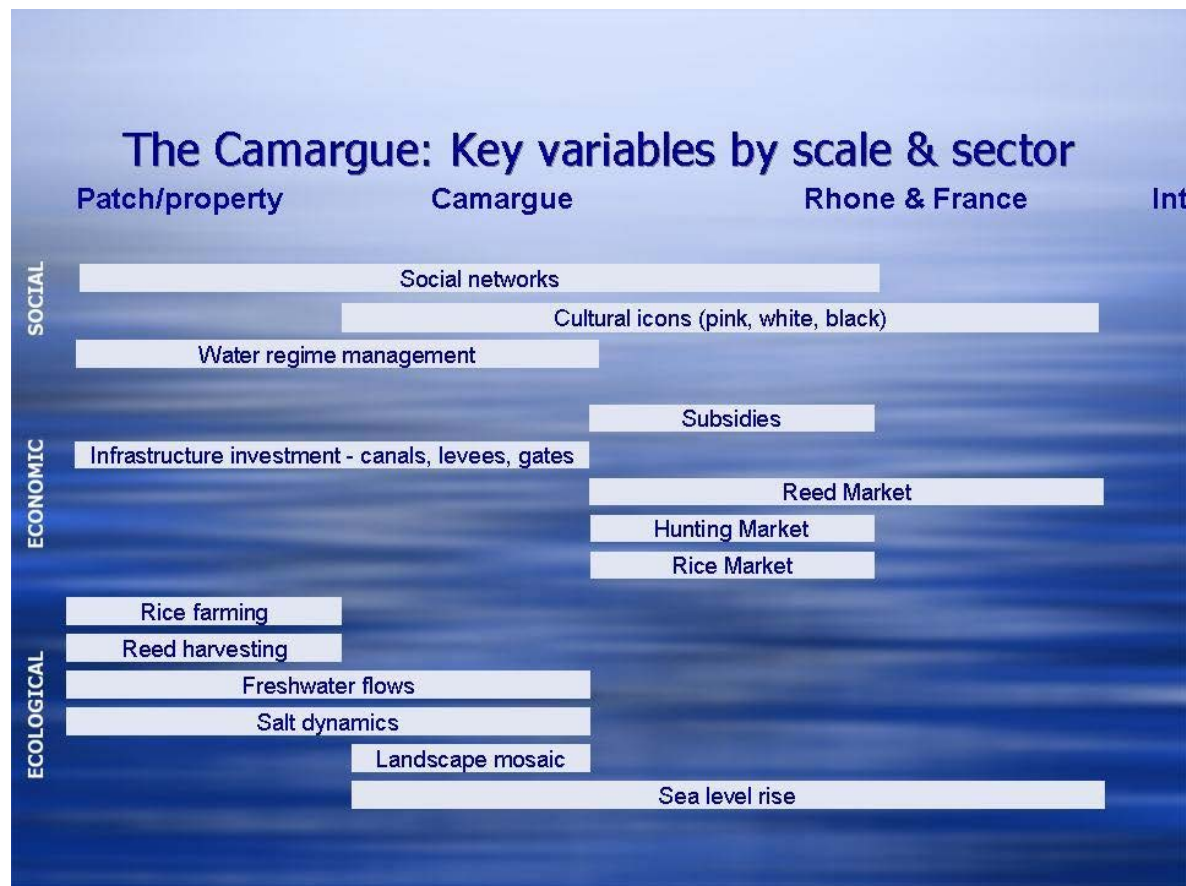 The Camargue: Key variables by scale & sector
Patch/property Camargue Rhone & France Int
SOCIAL
Social networks
Cultural icons (pink, white, black)
Water regime management
ECONOMIC
Subsidies
Infrastructure investment - canals, levees, gates
Reed Market
Hunting Market
Rice Market
ECOLOGICAL
Rice farming
Reed harvesting
Freshwater flows
Salt dynamics
Landscape mosaic
Sea level rise